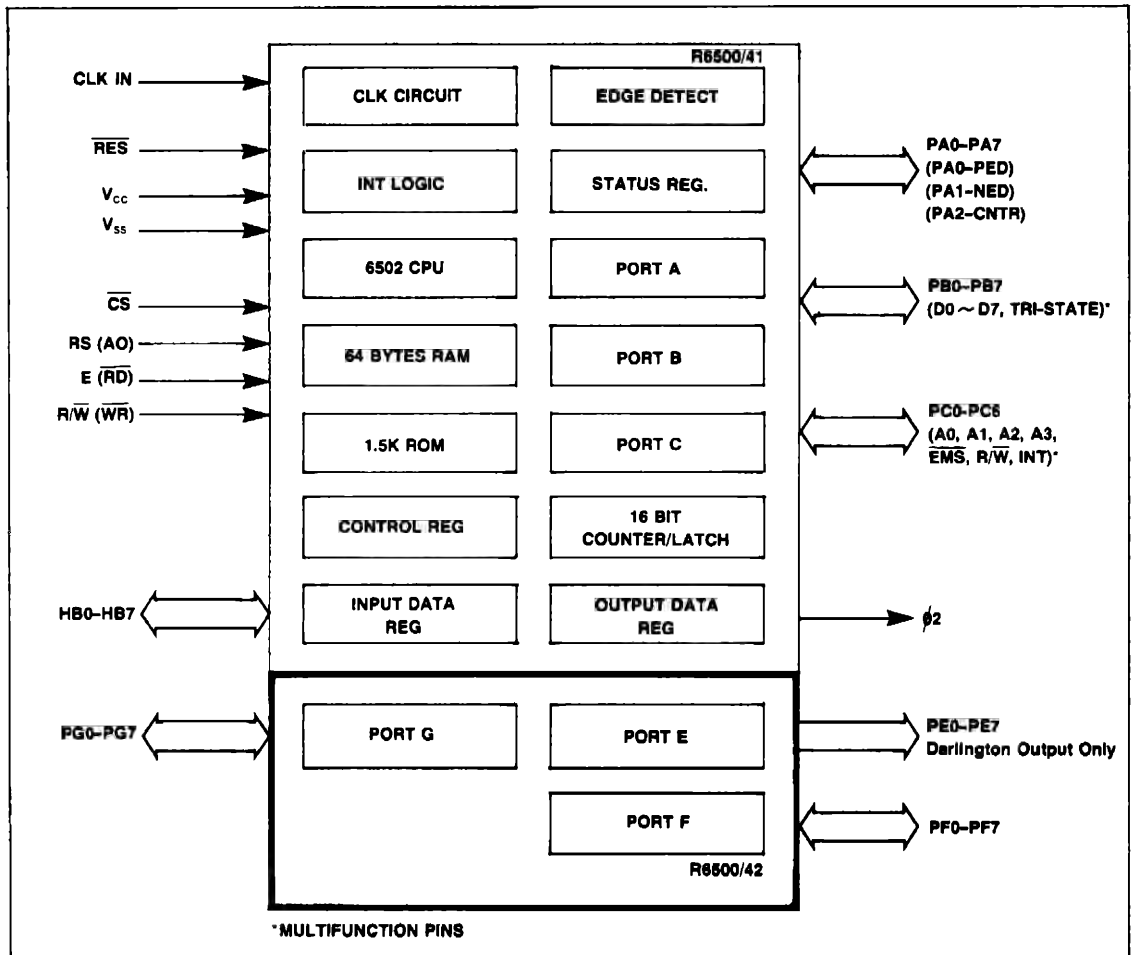 R6500/41
CLK IN
RES
V_CC
V_SS
CS
RS (AO)
E (RD)
R/W (WR)
HB0–HB7
PG0–PG7
CLK CIRCUIT
EDGE DETECT
INT LOGIC
STATUS REG.
6502 CPU
PORT A
64 BYTES RAM
PORT B
1.5K ROM
PORT C
CONTROL REG
16 BIT
COUNTER/LATCH
INPUT DATA
REG
OUTPUT DATA
REG
PORT G
PORT E
PORT F
R6500/42
PA0–PA7
(PA0–PED)
(PA1–NED)
(PA2–CNTR)
PB0–PB7
(D0 ~ D7, TRI-STATE)*
PC0–PC6
(A0, A1, A2, A3,
EMS, R/W, INT)*
ϕ2
PE0–PE7
Darlington Output Only
PF0–PF7
*MULTIFUNCTION PINS